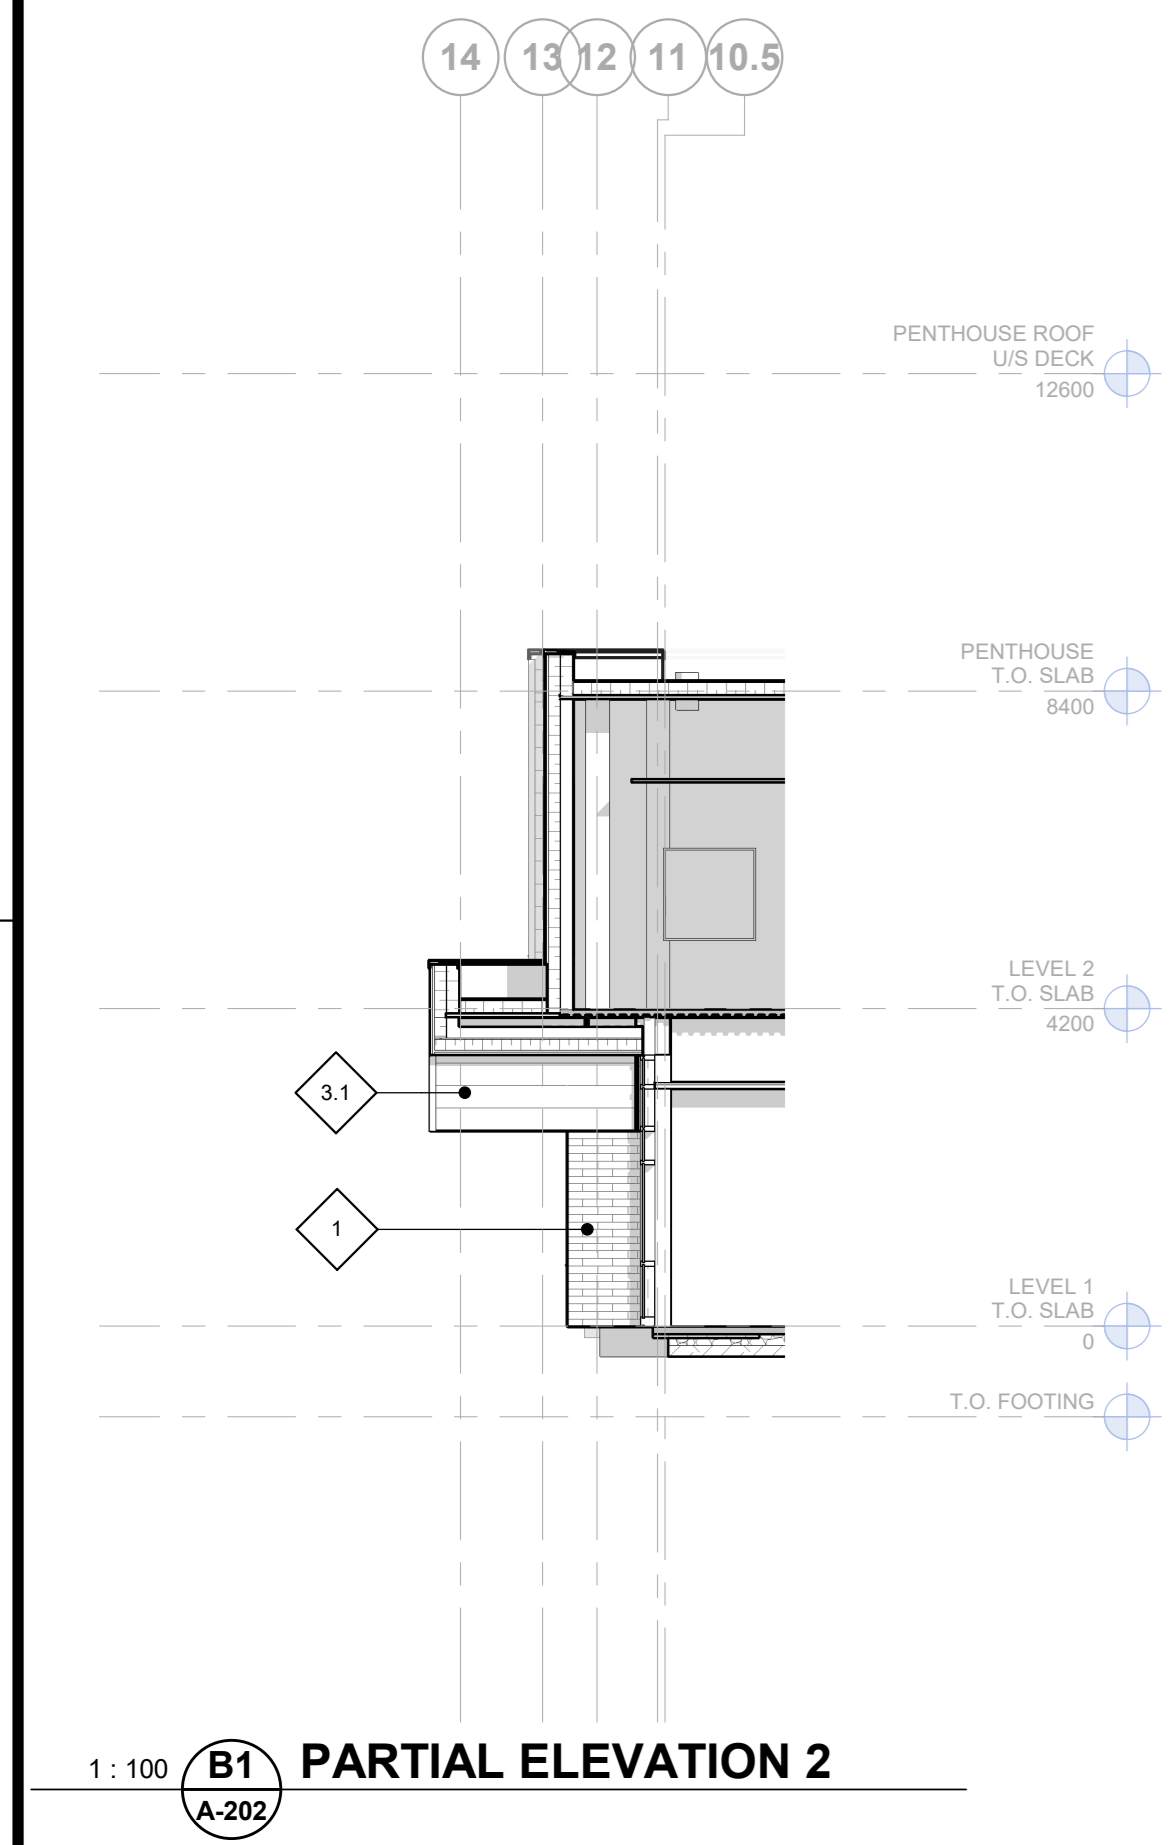 14 13 12 11 10.5
PENTHOUSE ROOF
U/S DECK
12600
PENTHOUSE
T.O. SLAB
8400
LEVEL 2
T.O. SLAB
4200
3.1
1
LEVEL 1
T.O. SLAB
0
T.O. FOOTING
1 : 100 B1 PARTIAL ELEVATION 2
A-202